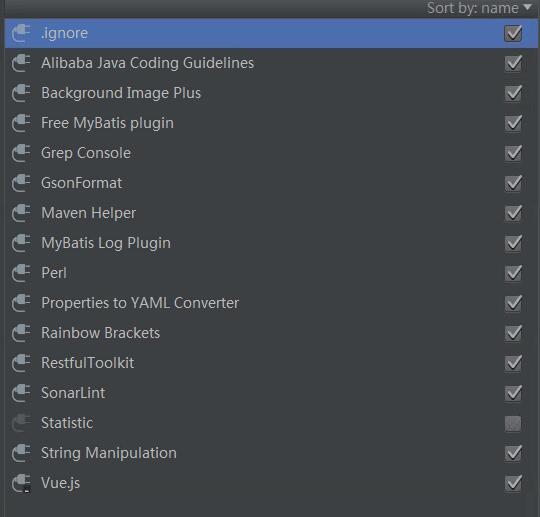 Sort by: name
.ignore
Alibaba Java Coding Guidelines
Background Image Plus
Free MyBatis plugin
Grep Console
GsonFormat
Maven Helper
MyBatis Log Plugin
Perl
Properties to YAML Converter
Rainbow Brackets
RestfulToolkit
SonarLint
Statistic
String Manipulation
Vue.js